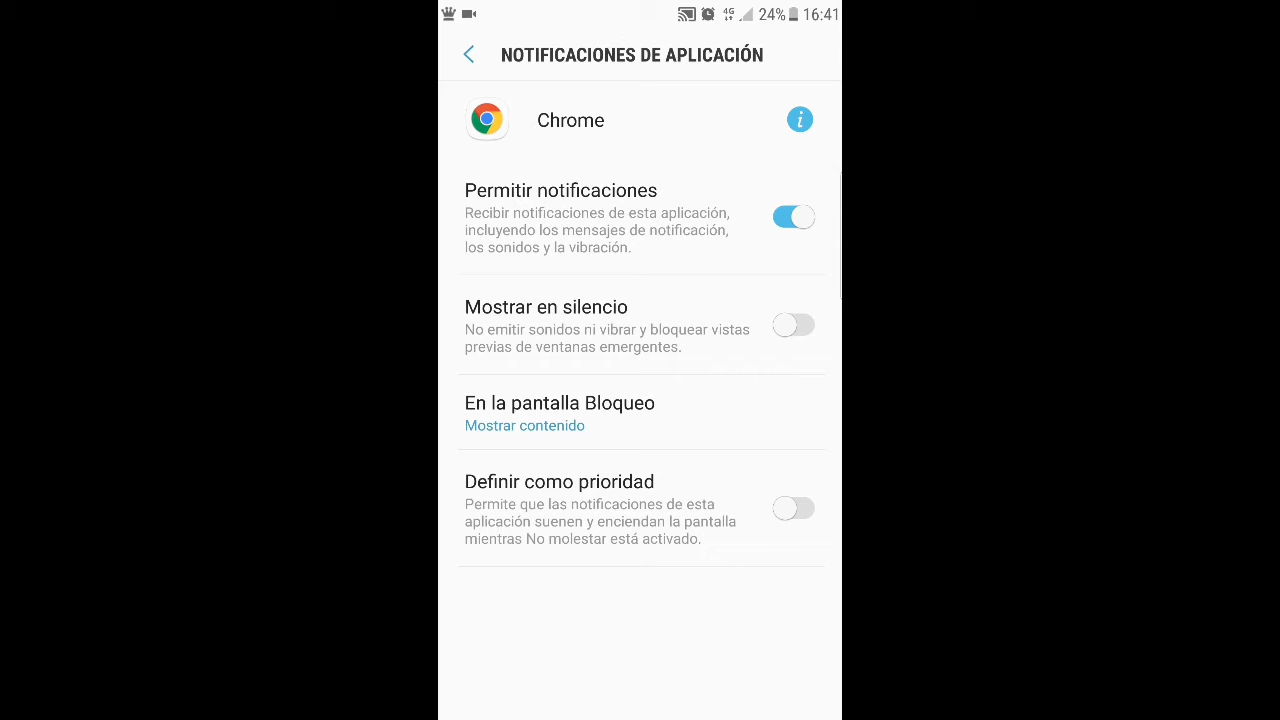 4G 24% 16:41
NOTIFICACIONES DE APLICACIÓN
Chrome
Permitir notificaciones
Recibir notificaciones de esta aplicación,
incluyendo los mensajes de notificación,
los sonidos y la vibración.
Mostrar en silencio
No emitir sonidos ni vibrar y bloquear vistas
previas de ventanas emergentes.
En la pantalla Bloqueo
Mostrar contenido
Definir como prioridad
Permite que las notificaciones de esta
aplicación suenen y enciendan la pantalla
mientras No molestar está activado.